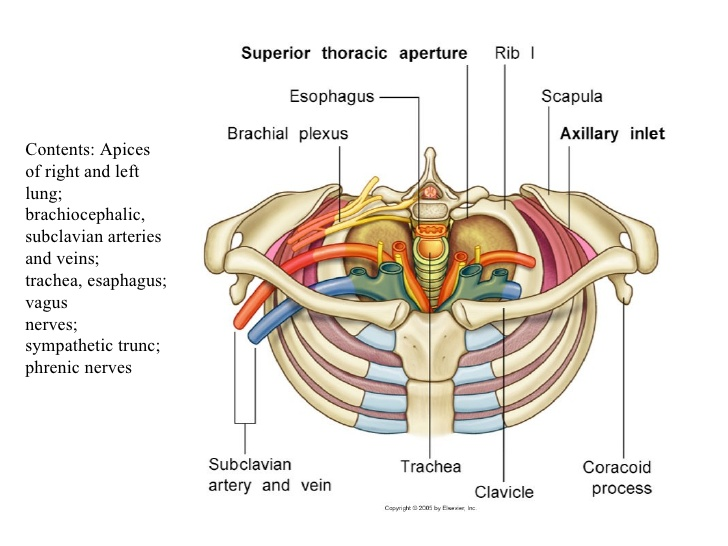 Superior thoracic aperture
Rib I
Esophagus
Scapula
Brachial plexus
Axillary inlet
Contents: Apices
of right and left
lung;
brachiocephalic,
subclavian arteries
and veins;
trachea, esaphagus;
vagus
nerves;
sympathetic trunc;
phrenic nerves
Subclavian
artery and vein
Trachea
Clavicle
Coracoid
process
Copyright © 2005 by Elsevier, Inc.